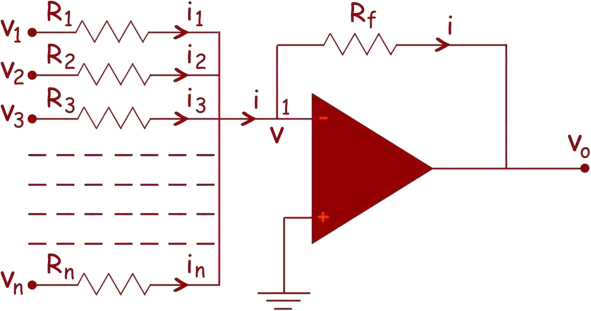 R1 i1
V1
R2 i2
V2
R3 i3
V3
Rn in
Vn
i
1
V
Rf i
-
+
Vo